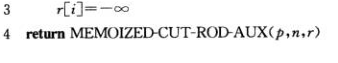 3 r[i]=-∞
4 return MEMOIZED-CUT-ROD-AUX(p,n,r)